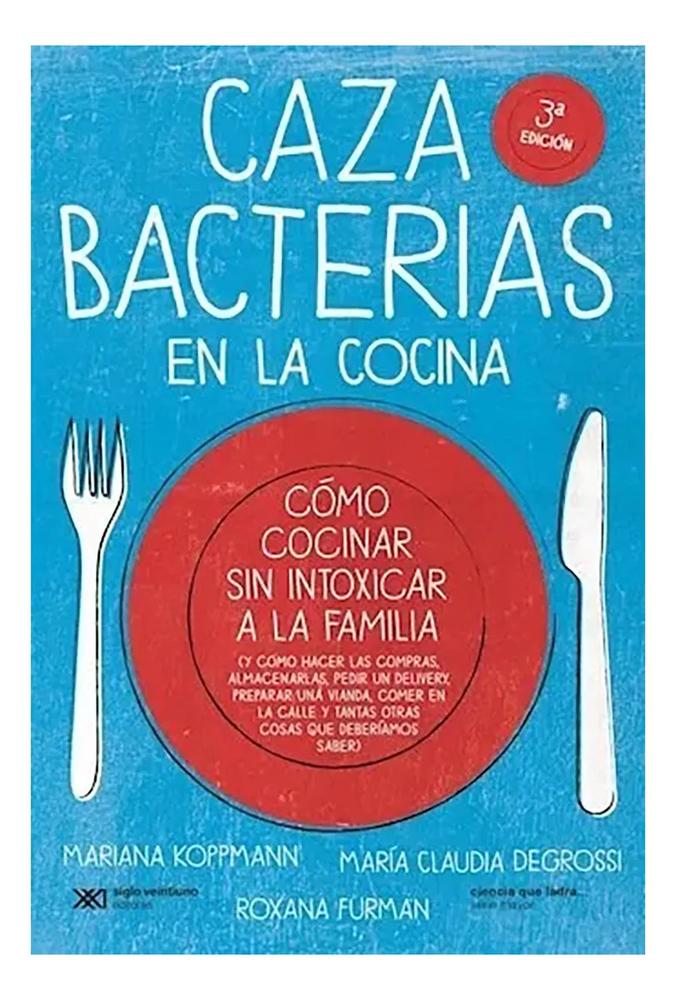 CAZA
3ª
EDICIÓN
BACTERIAS
EN LA COCINA
CÓMO
COCINAR
SIN INTOXICAR
A LA FAMILIA
(Y CÓMO HACER LAS COMPRAS,
ALMACENARLAS, PEDIR UN DELIVERY,
PREPARAR UNA VIANDA, COMER EN
LA CALLE Y TANTAS OTRAS
COSAS QUE DEBERÍAMOS
SABER)
MARIANA KOPPMANN
MARÍA CLAUDIA DEGROSSI
siglo veintiuno
editores
ROXANA FURMAN
ciencia que ladra...
serie mayor